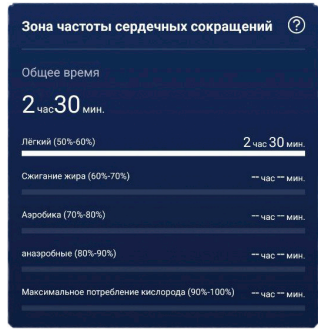 Зона частоты сердечных сокращений ?
Общее время
2 час 30 мин.
Лёгкий (50%-60%) 2 час 30 мин.
Сжигание жира (60%-70%) -- час -- мин.
Аэробика (70%-80%) -- час -- мин.
анаэробные (80%-90%) -- час -- мин.
Максимальное потребление кислорода (90%-100%) -- час -- мин.